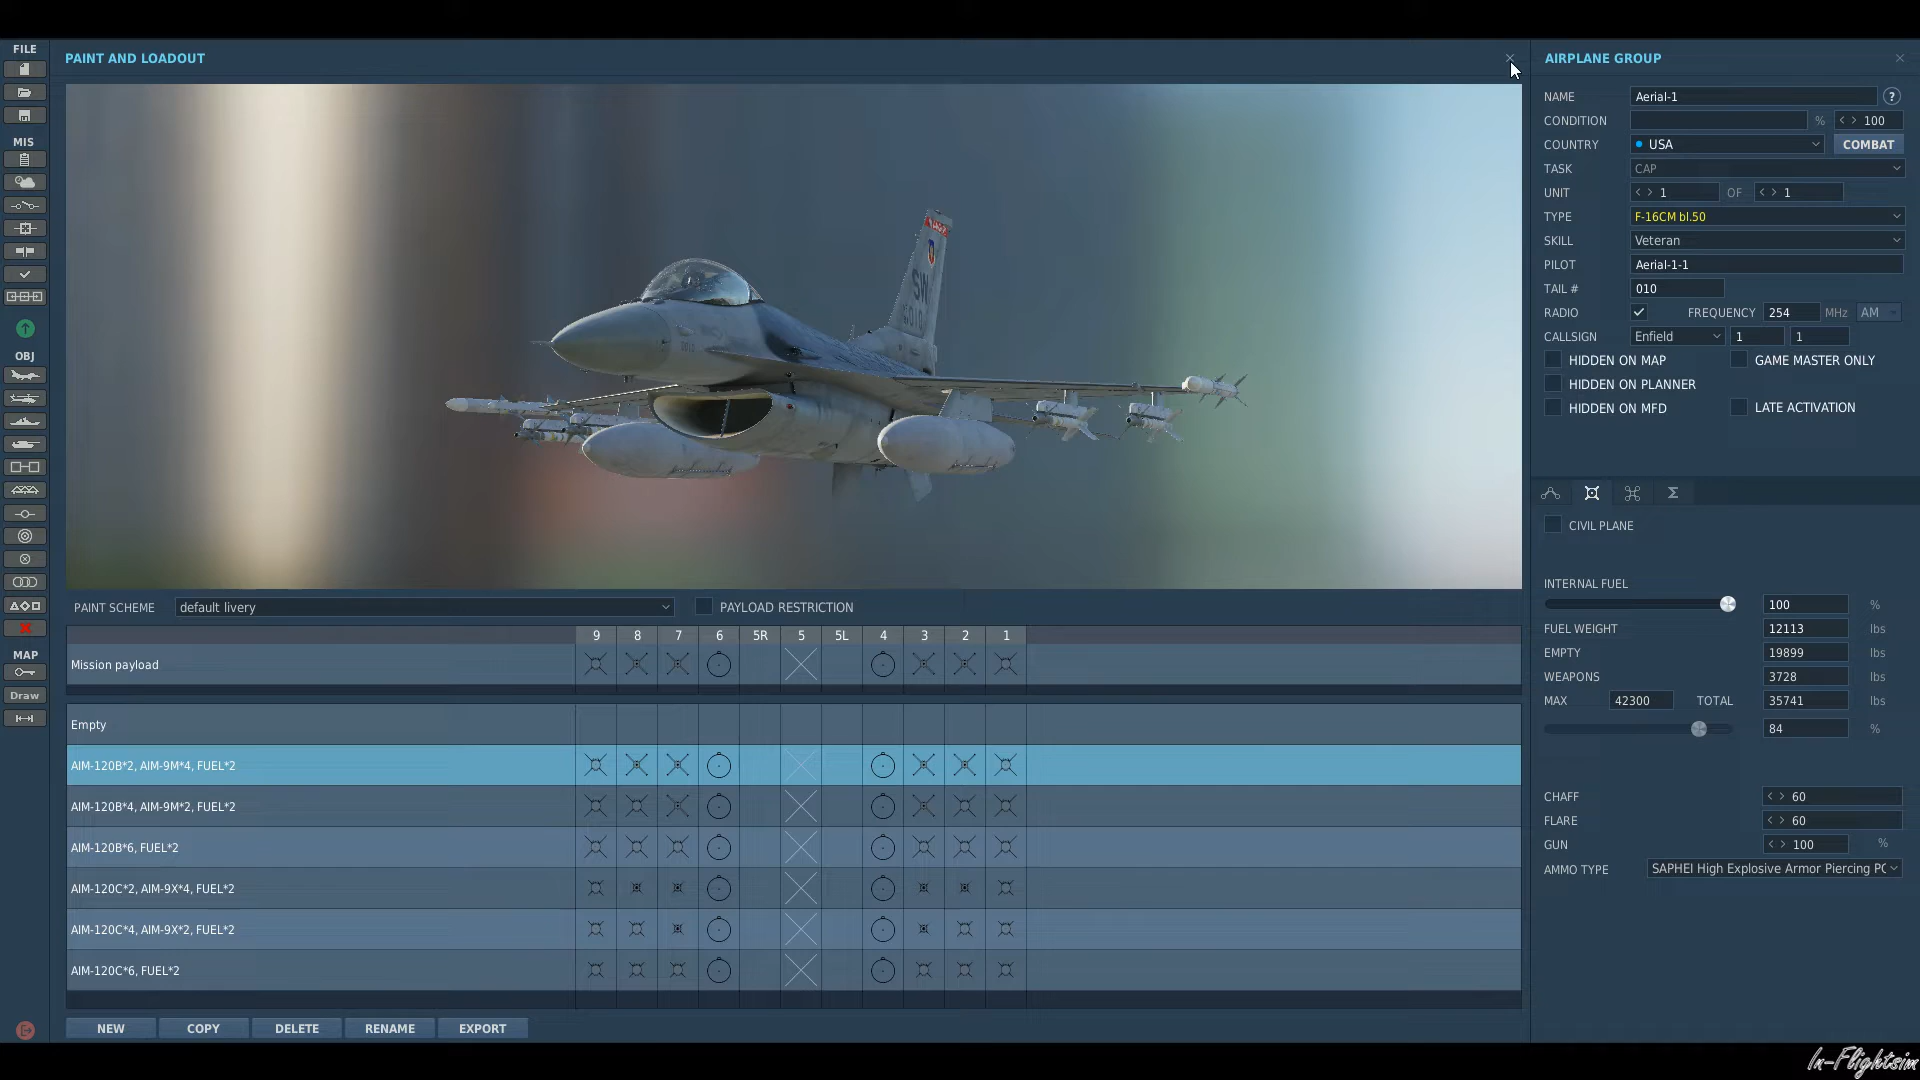 FILE
PAINT AND LOADOUT
AIRPLANE GROUP
NAME Aerial-1 ?
CONDITION % 100
COUNTRY USA COMBAT
MIS
TASK CAP
UNIT 1 OF 1
TYPE F-16CM bl.50
SKILL Veteran
PILOT Aerial-1-1
TAIL # 010
RADIO FREQUENCY 254 MHz AM
CALLSIGN Enfield 1 1
OBJ
HIDDEN ON MAP GAME MASTER ONLY
HIDDEN ON PLANNER
HIDDEN ON MFD LATE ACTIVATION
SW
CIVIL PLANE
INTERNAL FUEL
100 %
PAINT SCHEME default livery PAYLOAD RESTRICTION
FUEL WEIGHT 12113 lbs
9 8 7 6 5R 5 5L 4 3 2 1
EMPTY 19899 lbs
MAP
Mission payload
WEAPONS 3728 lbs
Draw
MAX 42300 TOTAL 35741 lbs
Empty
84 %
AIM-120B*2, AIM-9M*4, FUEL*2
CHAFF 60
AIM-120B*4, AIM-9M*2, FUEL*2
FLARE 60
AIM-120B*6, FUEL*2
GUN 100 %
AMMO TYPE SAPHEI High Explosive Armor Piercing PC
AIM-120C*2, AIM-9X*4, FUEL*2
AIM-120C*4, AIM-9X*2, FUEL*2
AIM-120C*6, FUEL*2
NEW COPY DELETE RENAME EXPORT
In-Flightsim